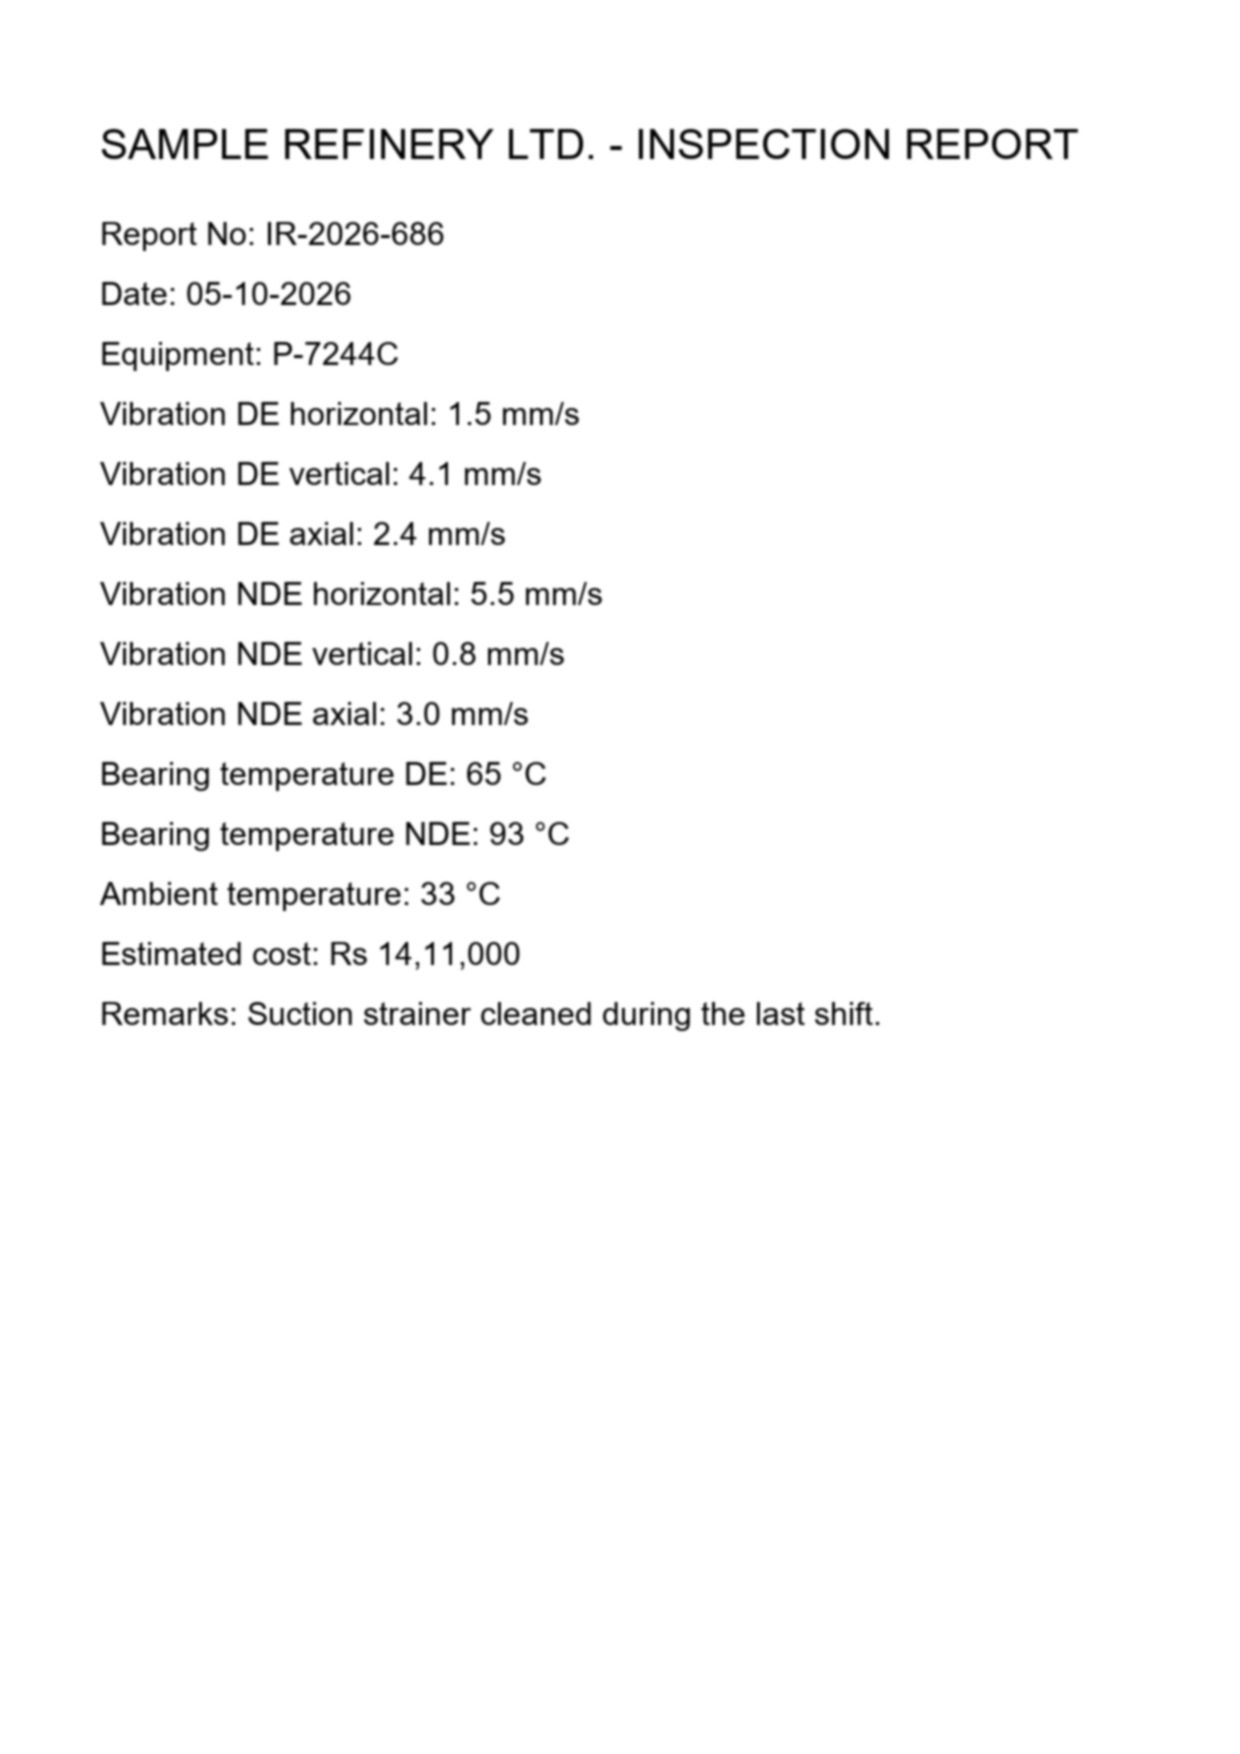 SAMPLE REFINERY LTD. - INSPECTION REPORT
Report No: IR-2026-686
Date: 05-10-2026
Equipment: P-7244C
Vibration DE horizontal: 1.5 mm/s
Vibration DE vertical: 4.1 mm/s
Vibration DE axial: 2.4 mm/s
Vibration NDE horizontal: 5.5 mm/s
Vibration NDE vertical: 0.8 mm/s
Vibration NDE axial: 3.0 mm/s
Bearing temperature DE: 65 °C
Bearing temperature NDE: 93 °C
Ambient temperature: 33 °C
Estimated cost: Rs 14,11,000
Remarks: Suction strainer cleaned during the last shift.